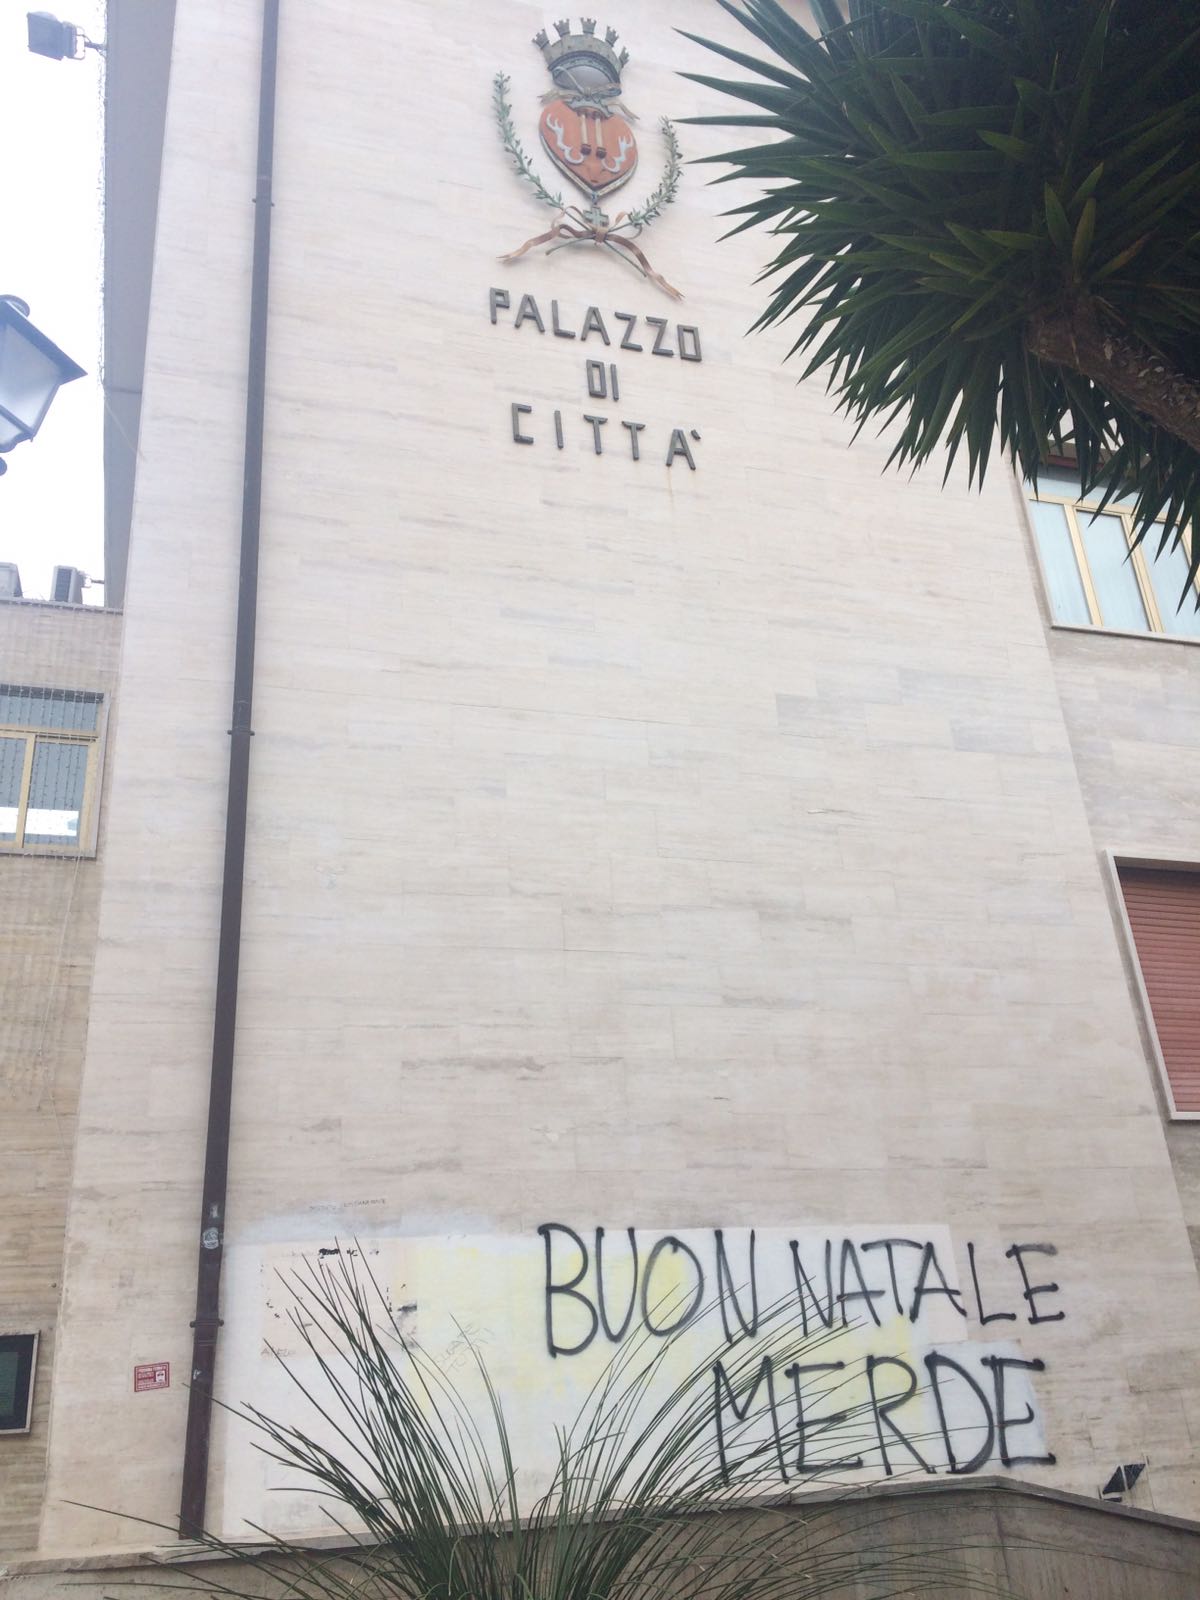 PALAZZO
DI
CITTA'
BUON NATALE
MERDE